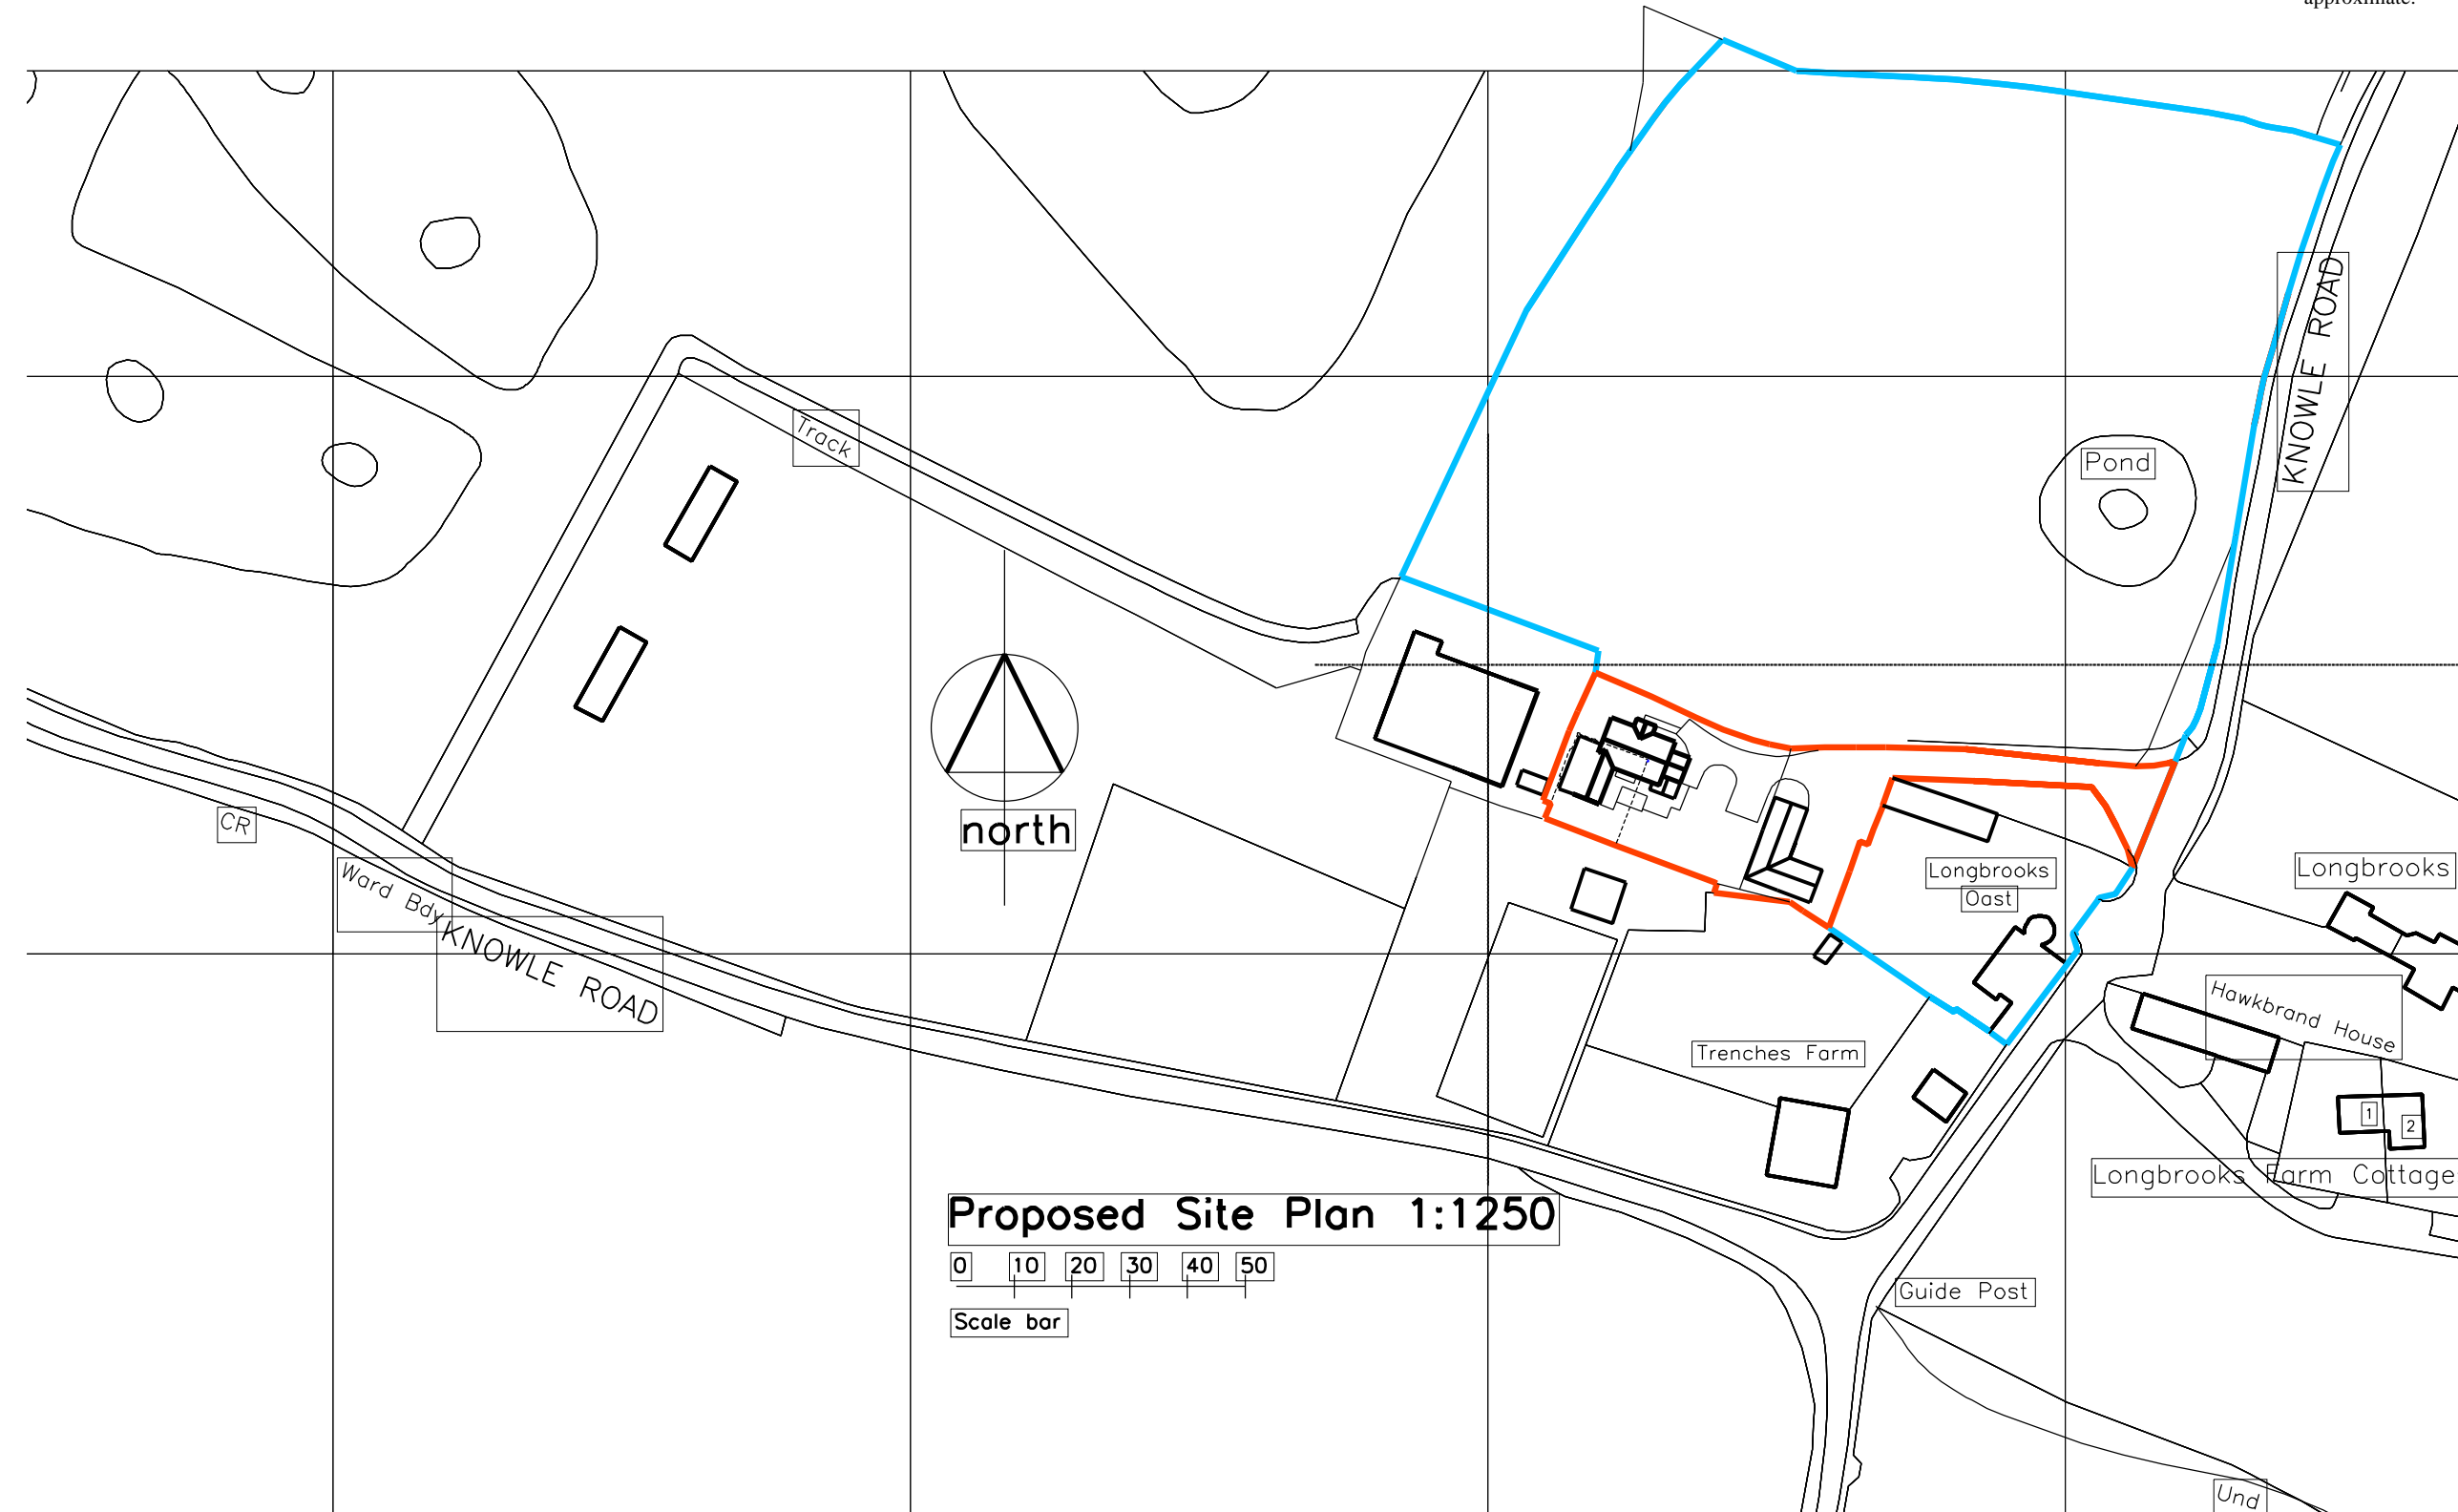 approximate.
KNOWLE ROAD
Track
Pond
north
CR
Ward Bdy
KNOWLE ROAD
Longbrooks
Oast
Longbrooks
Hawkbrand House
Trenches Farm
1
2
Longbrooks Farm Cottage
Proposed Site Plan 1:1250
0 10 20 30 40 50
Scale bar
Guide Post
Und